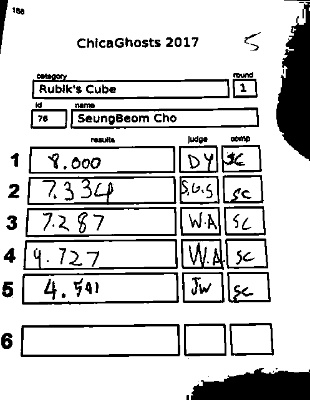 188
ChicaGhosts 2017 5
category round
Rubik's Cube 1
id name
76 SeungBeom Cho
results judge comp
1 8.000 DY SC
2 7.334 S.G.S SC
3 7.287 W.A SC
4 9.727 W.A. SC
5 4.591 JW SC
6